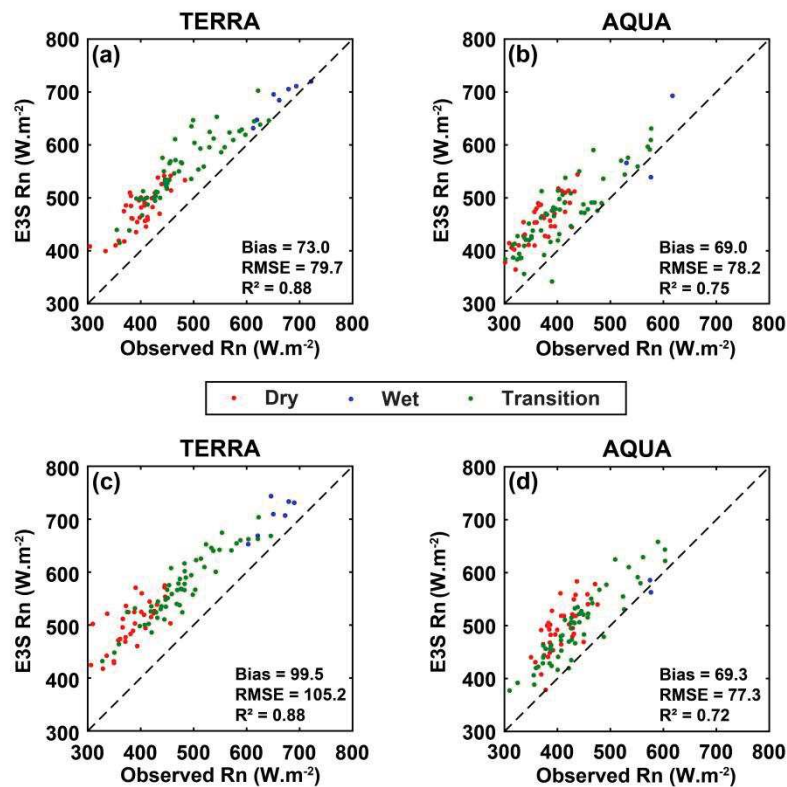 TERRA
(a)
800
700
600
500
400
300
E3S Rn (W.m⁻²)
Bias = 73.0
RMSE = 79.7
R² = 0.88
300 400 500 600 700 800
Observed Rn (W.m⁻²)
AQUA
(b)
800
700
600
500
400
300
E3S Rn (W.m⁻²)
Bias = 69.0
RMSE = 78.2
R² = 0.75
300 400 500 600 700 800
Observed Rn (W.m⁻²)
Dry Wet Transition
TERRA
(c)
800
700
600
500
400
300
E3S Rn (W.m⁻²)
Bias = 99.5
RMSE = 105.2
R² = 0.88
300 400 500 600 700 800
Observed Rn (W.m⁻²)
AQUA
(d)
800
700
600
500
400
300
E3S Rn (W.m⁻²)
Bias = 69.3
RMSE = 77.3
R² = 0.72
300 400 500 600 700 800
Observed Rn (W.m⁻²)